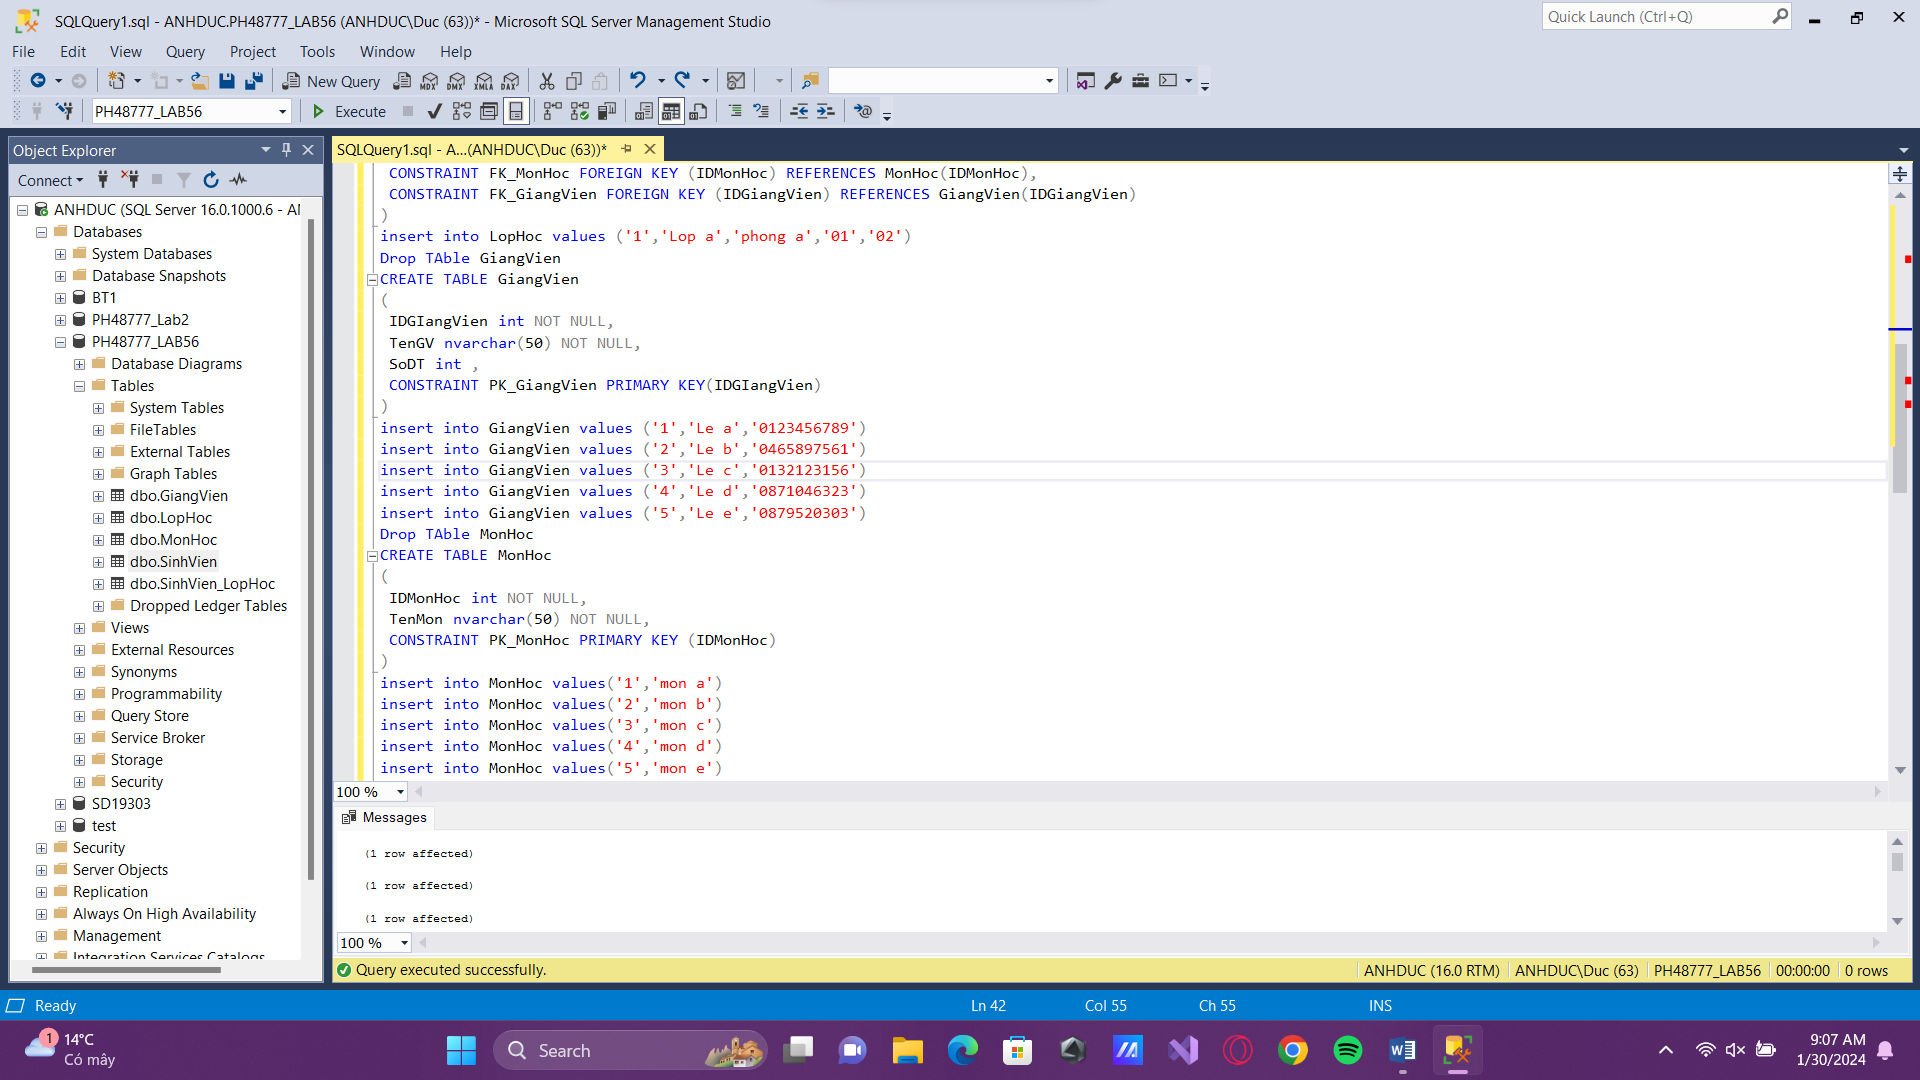 SQLQuery1.sql - ANHDUC.PH48777_LAB56 (ANHDUC\Duc (63))* - Microsoft SQL Server Management Studio
Quick Launch (Ctrl+Q)
File Edit View Query Project Tools Window Help
New Query MDX DMX XMLA DAX
PH48777_LAB56 Execute
Object Explorer
Connect
ANHDUC (SQL Server 16.0.1000.6 - AN
Databases
System Databases
Database Snapshots
BT1
PH48777_Lab2
PH48777_LAB56
Database Diagrams
Tables
System Tables
FileTables
External Tables
Graph Tables
dbo.GiangVien
dbo.LopHoc
dbo.MonHoc
dbo.SinhVien
dbo.SinhVien_LopHoc
Dropped Ledger Tables
Views
External Resources
Synonyms
Programmability
Query Store
Service Broker
Storage
Security
SD19303
test
Security
Server Objects
Replication
Always On High Availability
Management
Integration Services Catalogs
SQLQuery1.sql - A...(ANHDUC\Duc (63))*
CONSTRAINT FK_MonHoc FOREIGN KEY (IDMonHoc) REFERENCES MonHoc(IDMonHoc),
CONSTRAINT FK_GiangVien FOREIGN KEY (IDGiangVien) REFERENCES GiangVien(IDGiangVien)
)
insert into LopHoc values ('1','Lop a','phong a','01','02')
Drop TAble GiangVien
CREATE TABLE GiangVien
(
IDGIangVien int NOT NULL,
TenGV nvarchar(50) NOT NULL,
SoDT int ,
CONSTRAINT PK_GiangVien PRIMARY KEY(IDGIangVien)
)
insert into GiangVien values ('1','Le a','0123456789')
insert into GiangVien values ('2','Le b','0465897561')
insert into GiangVien values ('3','Le c','0132123156')
insert into GiangVien values ('4','Le d','0871046323')
insert into GiangVien values ('5','Le e','0879520303')
Drop TAble MonHoc
CREATE TABLE MonHoc
(
IDMonHoc int NOT NULL,
TenMon nvarchar(50) NOT NULL,
CONSTRAINT PK_MonHoc PRIMARY KEY (IDMonHoc)
)
insert into MonHoc values('1','mon a')
insert into MonHoc values('2','mon b')
insert into MonHoc values('3','mon c')
insert into MonHoc values('4','mon d')
insert into MonHoc values('5','mon e')
100 %
Messages
(1 row affected)
(1 row affected)
(1 row affected)
100 %
Query executed successfully. ANHDUC (16.0 RTM) ANHDUC\Duc (63) PH48777_LAB56 00:00:00 0 rows
Ready Ln 42 Col 55 Ch 55 INS
1
14°C
Có mây
Search
9:07 AM
1/30/2024